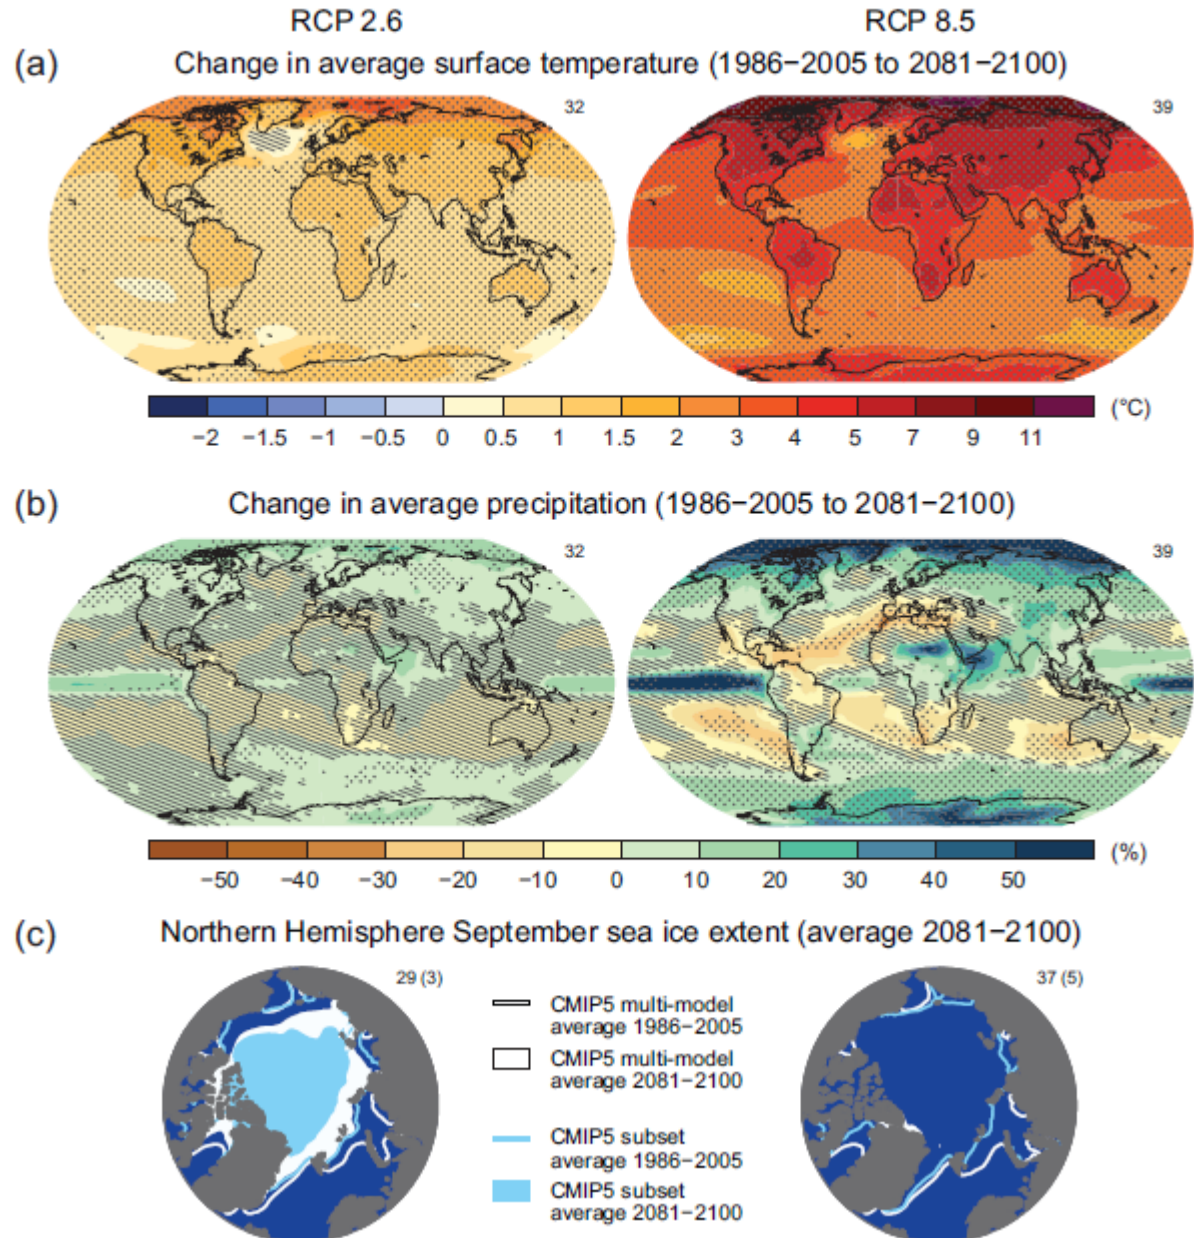 RCP 2.6 RCP 8.5
(a) Change in average surface temperature (1986−2005 to 2081−2100)
32 39
−2 −1.5 −1 −0.5 0 0.5 1 1.5 2 3 4 5 7 9 11 (°C)
(b) Change in average precipitation (1986−2005 to 2081−2100)
32 39
−50 −40 −30 −20 −10 0 10 20 30 40 50 (%)
(c) Northern Hemisphere September sea ice extent (average 2081−2100)
29 (3) 37 (5)
CMIP5 multi-model
average 1986−2005
CMIP5 multi-model
average 2081−2100
CMIP5 subset
average 1986−2005
CMIP5 subset
average 2081−2100